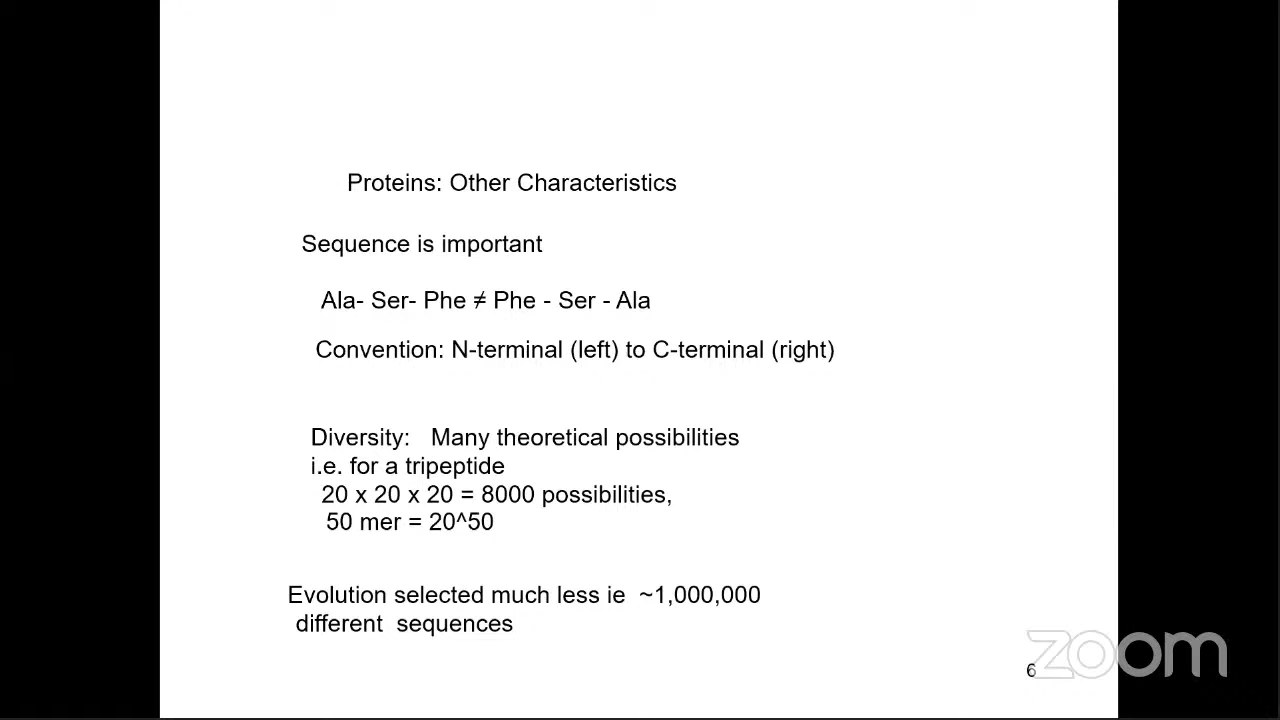 Proteins: Other Characteristics
Sequence is important
Ala- Ser- Phe ≠ Phe - Ser - Ala
Convention: N-terminal (left) to C-terminal (right)
Diversity: Many theoretical possibilities
i.e. for a tripeptide
20 x 20 x 20 = 8000 possibilities,
50 mer = 20^50
Evolution selected much less ie ~1,000,000
different sequences
6
zoom